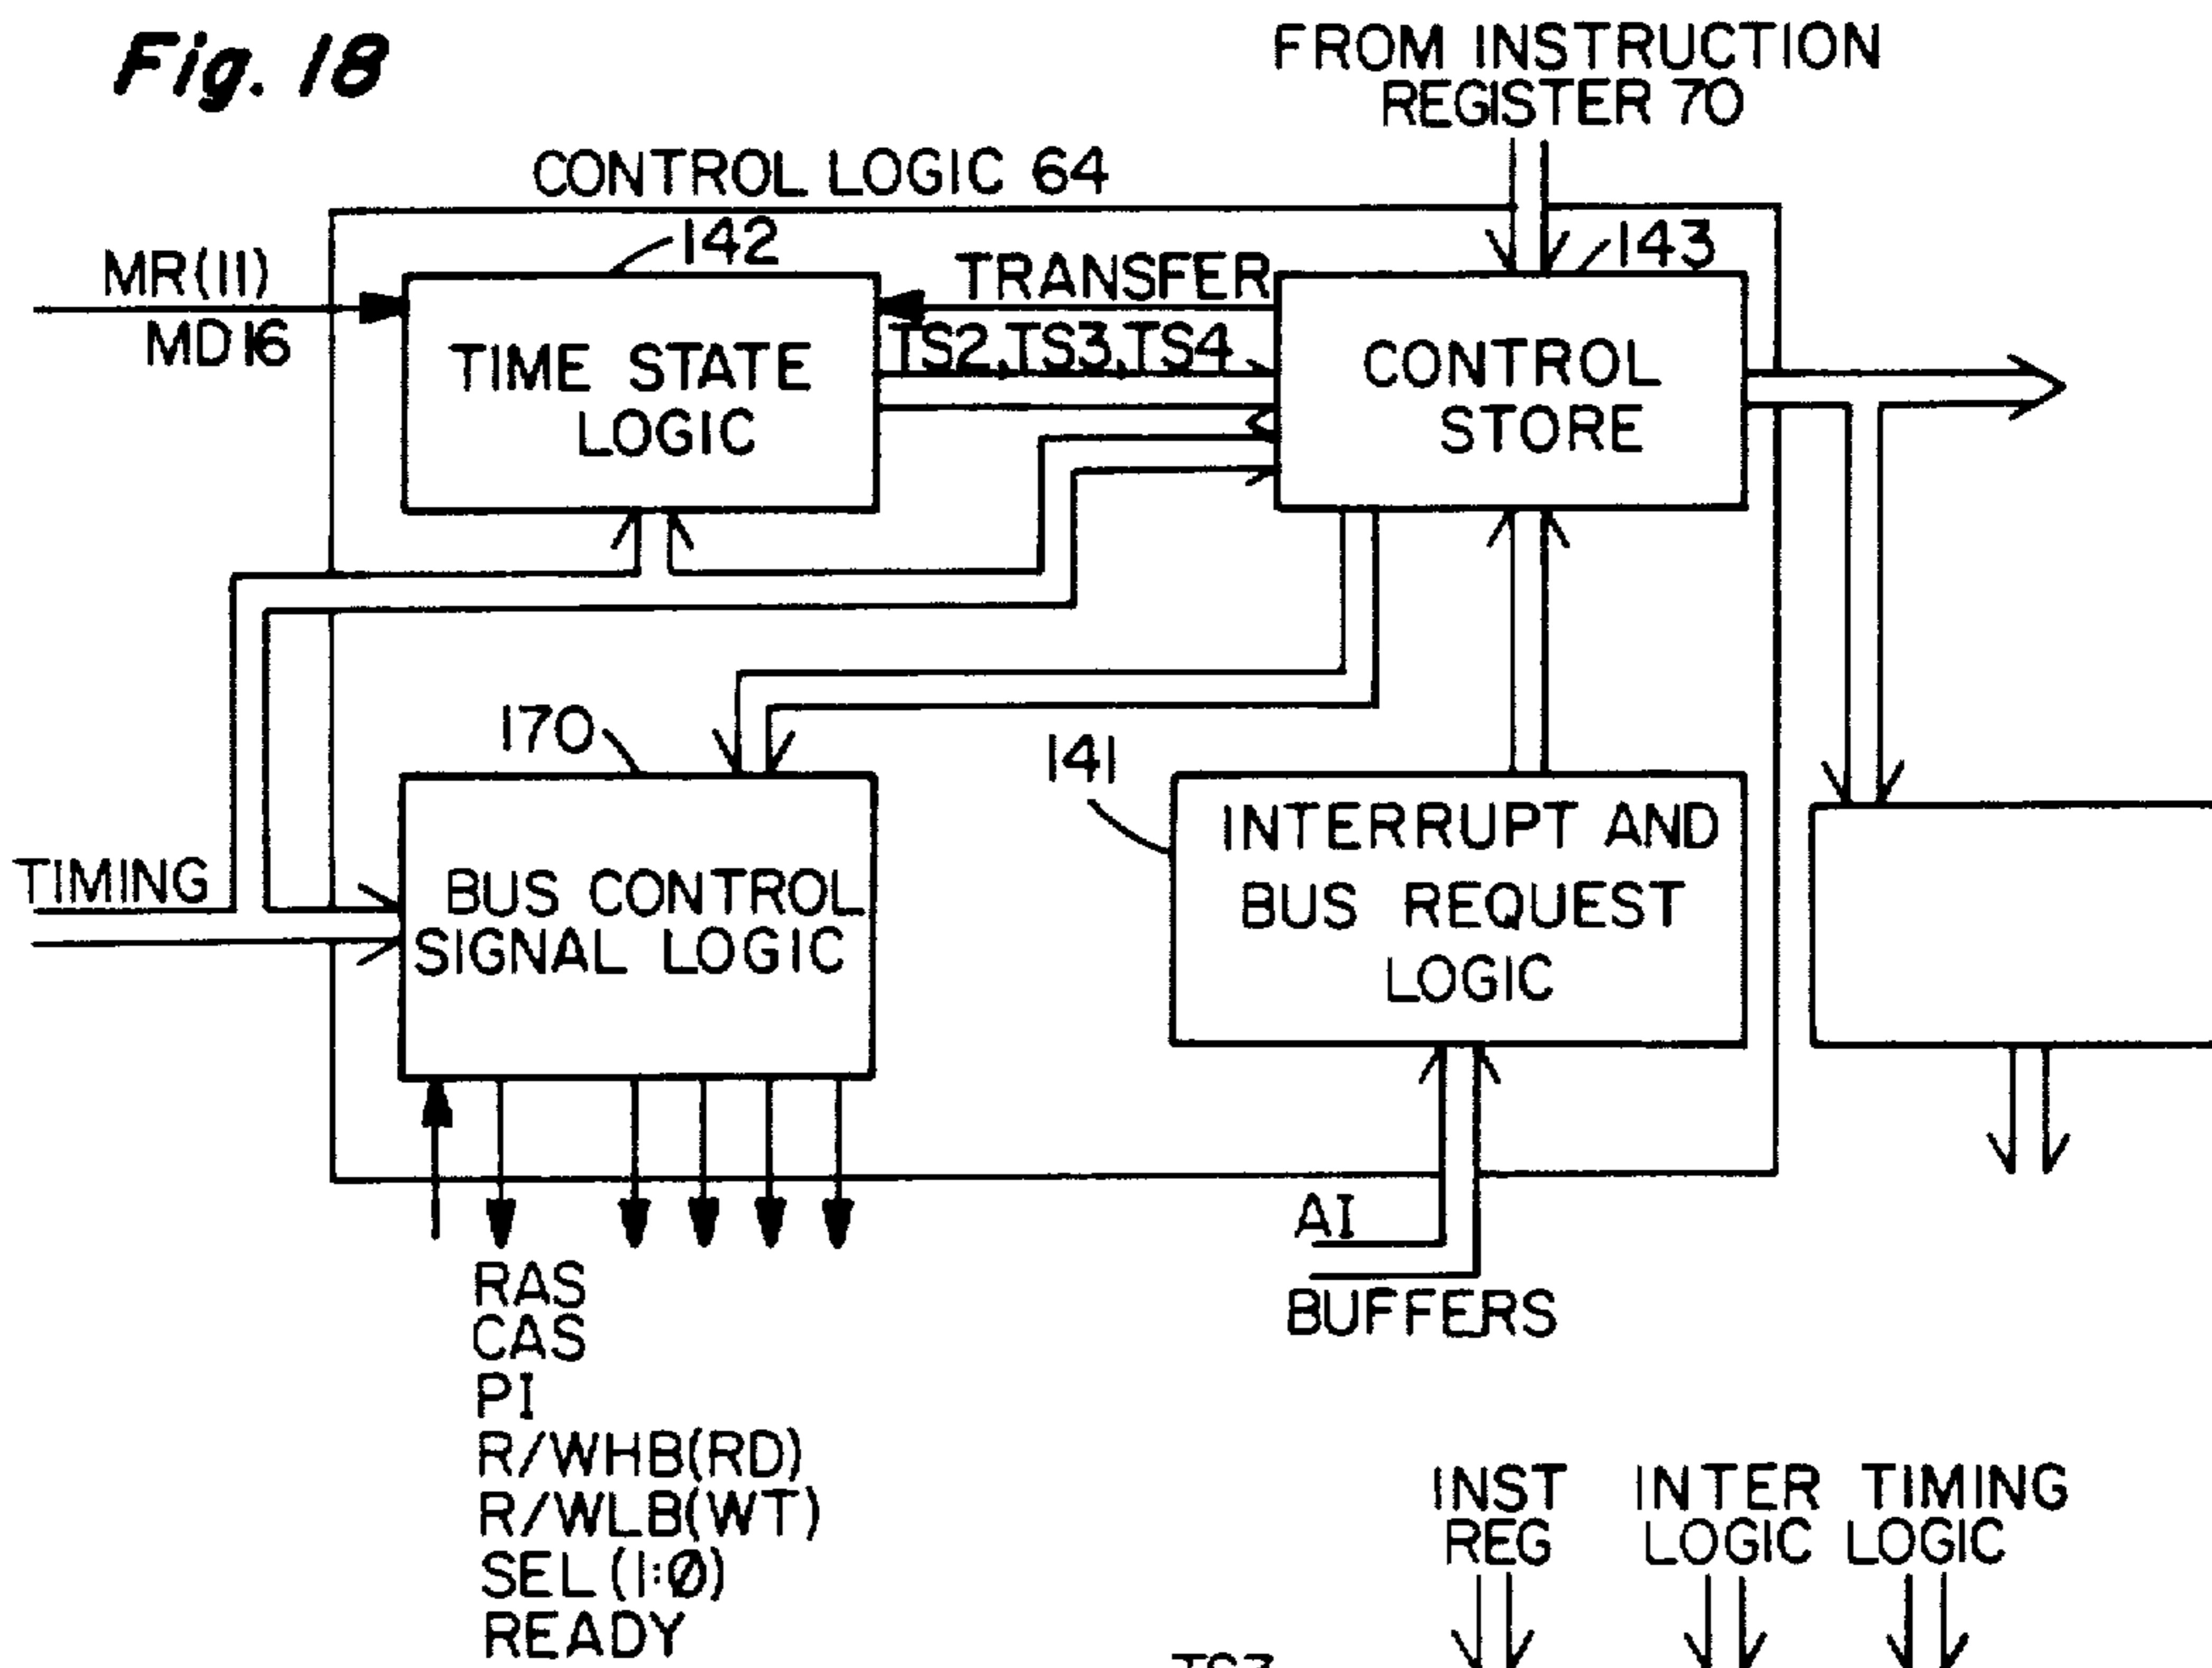 Fig. 18
FROM INSTRUCTION
REGISTER 70
CONTROL LOGIC 64
142
143
MR(11)
MD16
TRANSFER
TS2,TS3,TS4
TIME STATE
LOGIC
CONTROL
STORE
170
141
TIMING
BUS CONTROL
SIGNAL LOGIC
INTERRUPT AND
BUS REQUEST
LOGIC
AI
BUFFERS
RAS
CAS
PI
R/WHB(RD)
R/WLB(WT)
SEL(1:0)
READY
INST
REG
INTER
LOGIC
TIMING
LOGIC